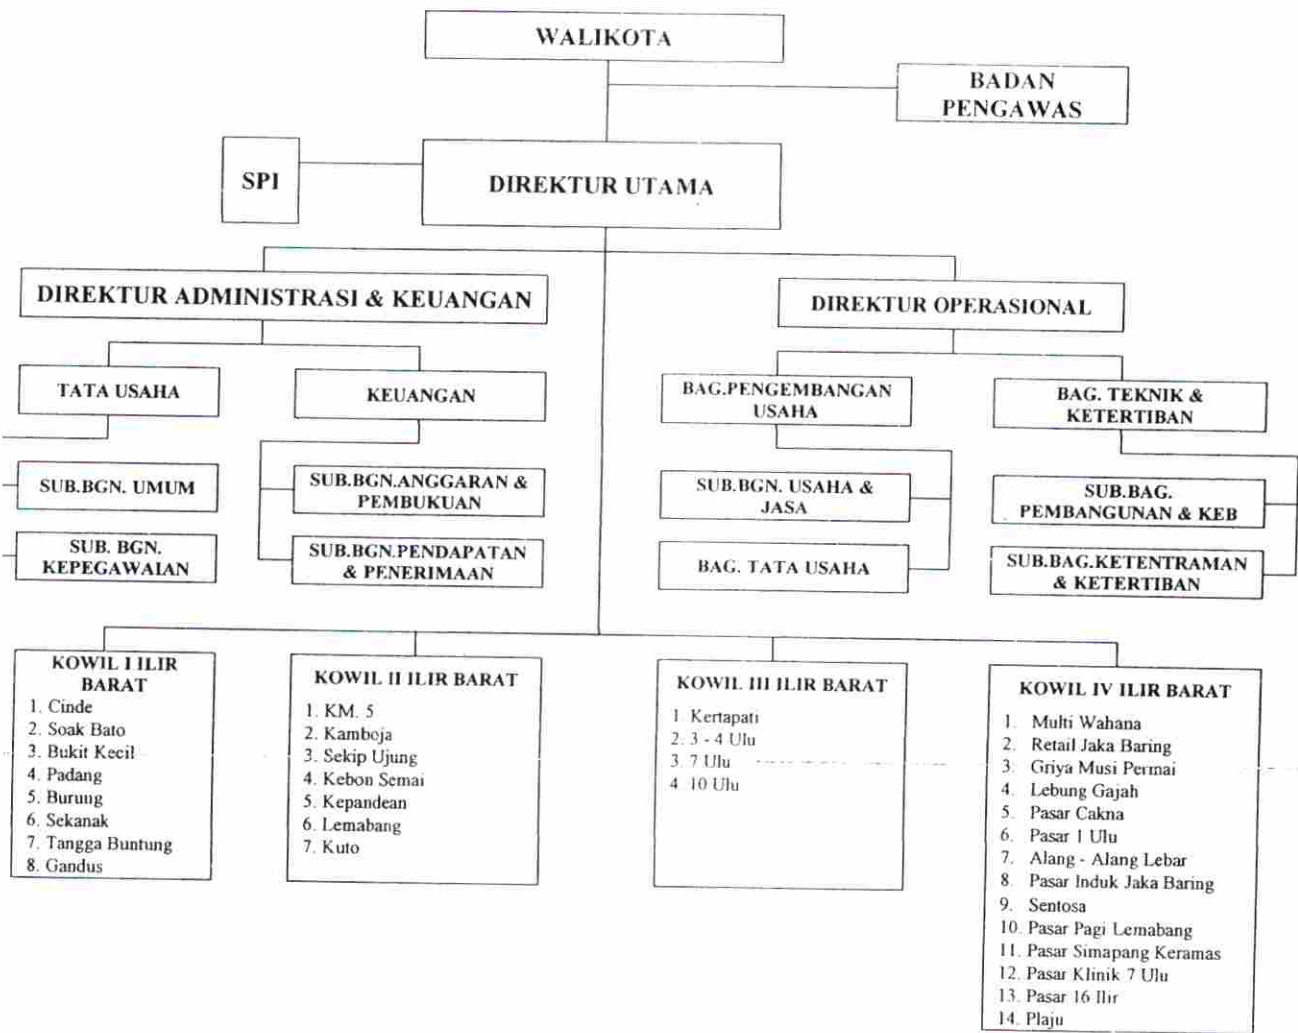 WALIKOTA
BADAN
PENGAWAS
SPI
DIREKTUR UTAMA
DIREKTUR ADMINISTRASI & KEUANGAN
DIREKTUR OPERASIONAL
TATA USAHA
KEUANGAN
BAG.PENGEMBANGAN
USAHA
BAG. TEKNIK &
KETERTIBAN
SUB.BGN. UMUM
SUB.BGN.ANGGARAN &
PEMBUKUAN
SUB.BGN. USAHA &
JASA
SUB.BAG.
PEMBANGUNAN & KEB
SUB. BGN.
KEPEGAWAIAN
SUB.BGN.PENDAPATAN
& PENERIMAAN
BAG. TATA USAHA
SUB.BAG.KETENTRAMAN
& KETERTIBAN
KOWIL I ILIR
BARAT
1. Cinde
2. Soak Bato
3. Bukit Kecil
4. Padang
5. Burung
6. Sekanak
7. Tangga Buntung
8. Gandus
KOWIL II ILIR BARAT
1. KM. 5
2. Kamboja
3. Sekip Ujung
4. Kebon Semai
5. Kepandean
6. Lemabang
7. Kuto
KOWIL III ILIR BARAT
1. Kertapati
2. 3 - 4 Ulu
3. 7 Ulu
4. 10 Ulu
KOWIL IV ILIR BARAT
1. Multi Wahana
2. Retail Jaka Baring
3. Griya Musi Permai
4. Lebung Gajah
5. Pasar Cakna
6. Pasar 1 Ulu
7. Alang - Alang Lebar
8. Pasar Induk Jaka Baring
9. Sentosa
10. Pasar Pagi Lemabang
11. Pasar Simapang Keramas
12. Pasar Klinik 7 Ulu
13. Pasar 16 Ilir
14. Plaju